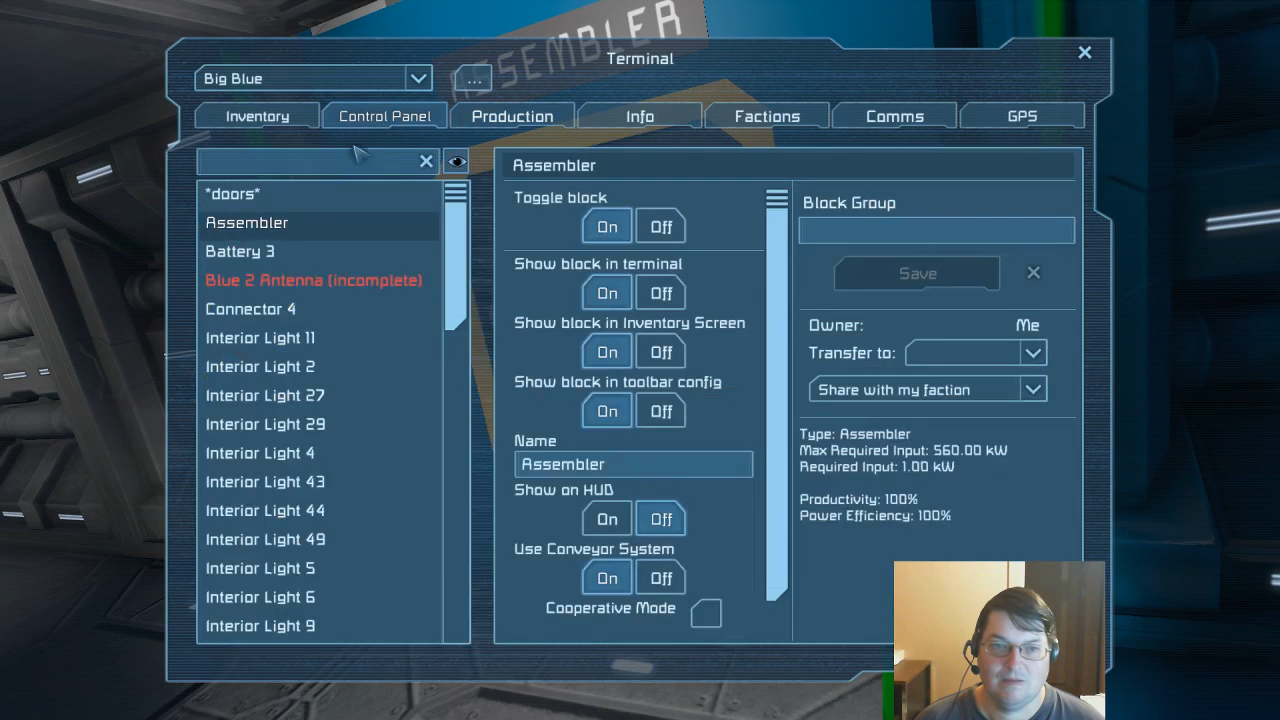 ASSEMBLER
Terminal
Big Blue
...
Inventory
Control Panel
Production
Info
Factions
Comms
GPS
*doors*
Assembler
Battery 3
Blue 2 Antenna (incomplete)
Connector 4
Interior Light 11
Interior Light 2
Interior Light 27
Interior Light 29
Interior Light 4
Interior Light 43
Interior Light 44
Interior Light 49
Interior Light 5
Interior Light 6
Interior Light 9
Assembler
Toggle block
On Off
Show block in terminal
On Off
Show block in Inventory Screen
On Off
Show block in toolbar config
On Off
Name
Assembler
Show on HUD
On Off
Use Conveyor System
On Off
Cooperative Mode
Block Group
Save
Owner: Me
Transfer to:
Share with my faction
Type: Assembler
Max Required Input: 560.00 kW
Required Input: 1.00 kW
Productivity: 100%
Power Efficiency: 100%